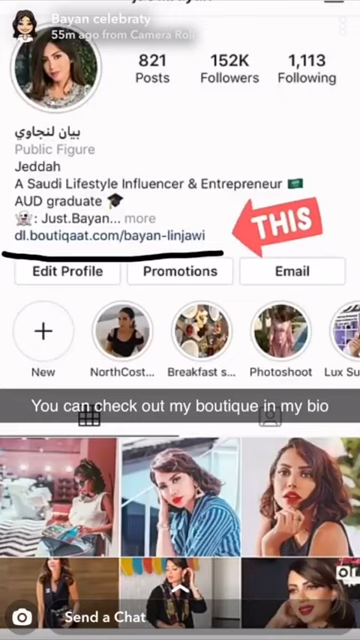 Bayan celebraty
55m ago from Camera Roll
821
152K
1,113
Posts
Followers
Following
بيان لنجاوي
Public Figure
Jeddah
A Saudi Lifestyle Influencer & Entrepreneur 🇸🇦
AUD graduate 🎓
: Just.Bayan... more
dl.boutiqaat.com/bayan-linjawi
THIS
Edit Profile
Promotions
Email
New
NorthCost...
Breakfast s...
Photoshoot
Lux Su
You can check out my boutique in my bio
Send a Chat